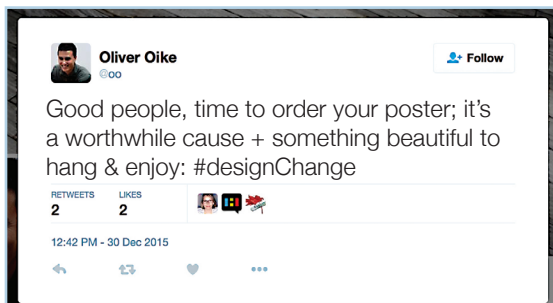 Oliver Oike
@oo
Follow
Good people, time to order your poster; it's
a worthwhile cause + something beautiful to
hang & enjoy: #designChange
RETWEETS LIKES
2 2
12:42 PM - 30 Dec 2015